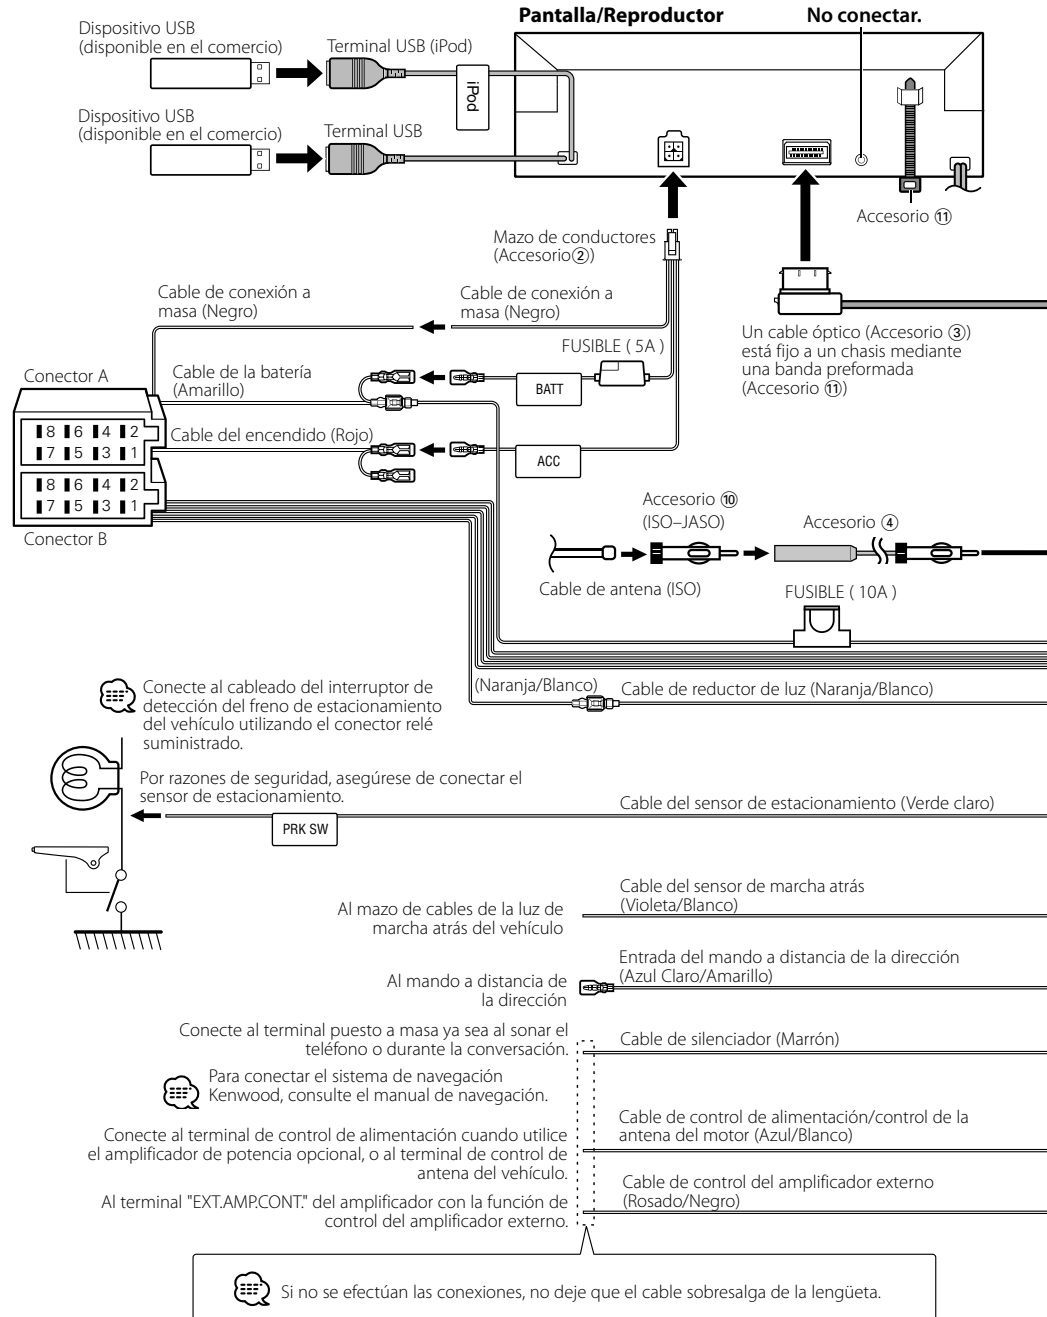 Pantalla/Reproductor
No conectar.
Dispositivo USB
(disponible en el comercio)
Terminal USB (iPod)
iPod
Dispositivo USB
(disponible en el comercio)
Terminal USB
Accesorio ⑪
Mazo de conductores
(Accesorio②)
Cable de conexión a
masa (Negro)
Cable de conexión a
masa (Negro)
Un cable óptico (Accesorio ③)
está fijo a un chasis mediante
una banda preformada
(Accesorio ⑪)
FUSIBLE ( 5A )
Conector A
Cable de la batería
(Amarillo)
BATT
8 6 4 2
7 5 3 1
Cable del encendido (Rojo)
ACC
8 6 4 2
7 5 3 1
Conector B
Accesorio ⑩
(ISO–JASO)
Accesorio ④
Cable de antena (ISO)
FUSIBLE ( 10A )
(Naranja/Blanco)
Cable de reductor de luz (Naranja/Blanco)
Conecte al cableado del interruptor de
detección del freno de estacionamiento
del vehículo utilizando el conector relé
suministrado.
Por razones de seguridad, asegúrese de conectar el
sensor de estacionamiento.
PRK SW
Cable del sensor de estacionamiento (Verde claro)
Al mazo de cables de la luz de
marcha atrás del vehículo
Cable del sensor de marcha atrás
(Violeta/Blanco)
Al mando a distancia de
la dirección
Entrada del mando a distancia de la dirección
(Azul Claro/Amarillo)
Conecte al terminal puesto a masa ya sea al sonar el
teléfono o durante la conversación.
Cable de silenciador (Marrón)
Para conectar el sistema de navegación
Kenwood, consulte el manual de navegación.
Conecte al terminal de control de alimentación cuando utilice
el amplificador de potencia opcional, o al terminal de control de
antena del vehículo.
Cable de control de alimentación/control de la
antena del motor (Azul/Blanco)
Al terminal "EXT.AMP.CONT." del amplificador con la función de
control del amplificador externo.
Cable de control del amplificador externo
(Rosado/Negro)
Si no se efectúan las conexiones, no deje que el cable sobresalga de la lengüeta.